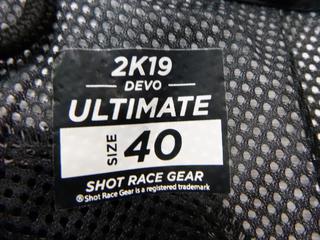 2K19
DEVO
ULTIMATE
SIZE 40
SHOT RACE GEAR
® Shot Race Gear is a registered trademark